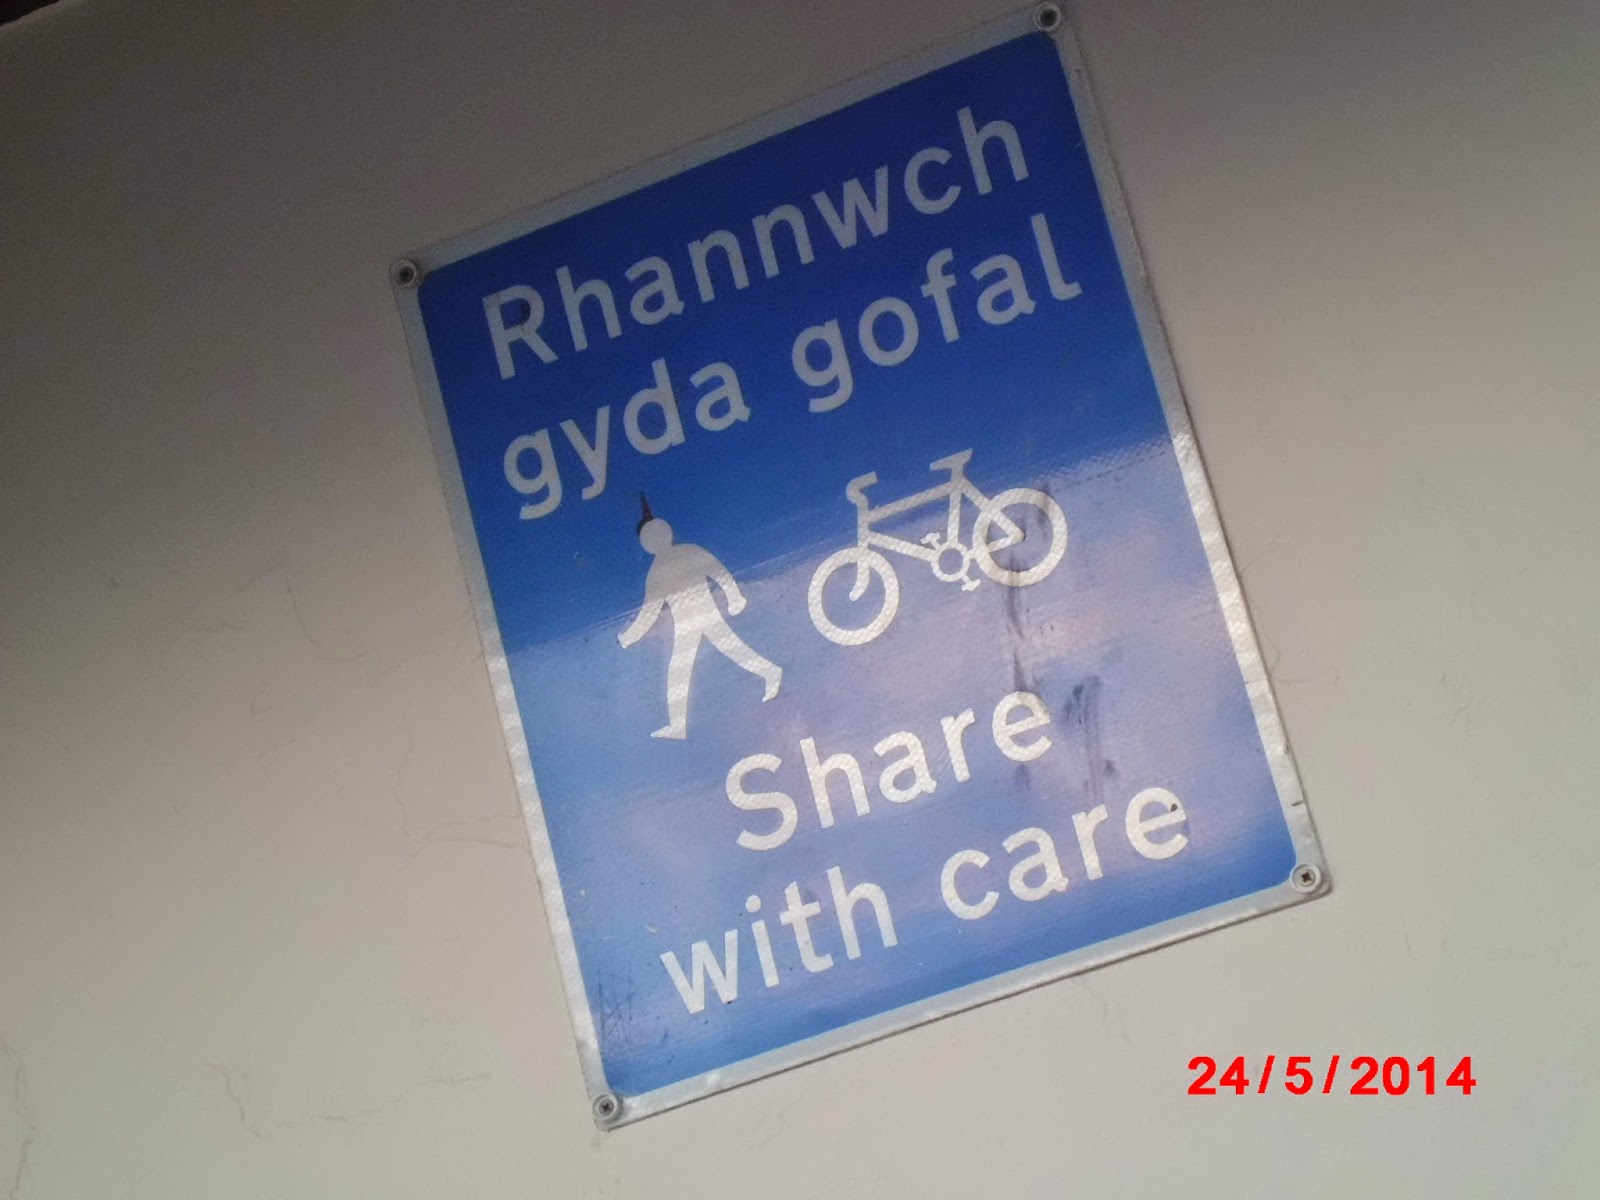 Rhannwch
gyda gofal
Share
with care
24/5/2014